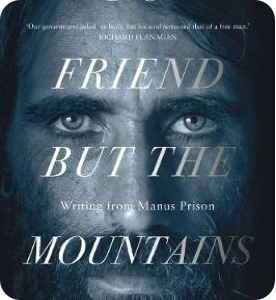 'Our government jailed his body, but his soul remained that of a free man.'
RICHARD FLANAGAN
FRIEND
BUT THE
Writing from Manus Prison
MOUNTAINS